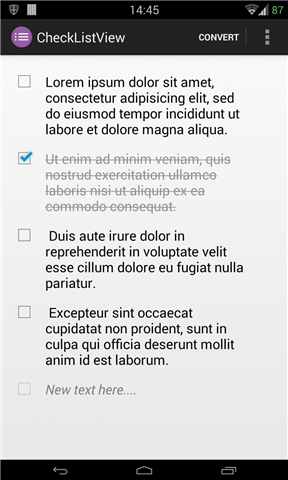 14:45
87
CheckListView
CONVERT
Lorem ipsum dolor sit amet,
consectetur adipisicing elit, sed
do eiusmod tempor incididunt ut
labore et dolore magna aliqua.
Ut enim ad minim veniam, quis
nostrud exercitation ullamco
laboris nisi ut aliquip ex ea
commodo consequat.
Duis aute irure dolor in
reprehenderit in voluptate velit
esse cillum dolore eu fugiat nulla
pariatur.
Excepteur sint occaecat
cupidatat non proident, sunt in
culpa qui officia deserunt mollit
anim id est laborum.
New text here....